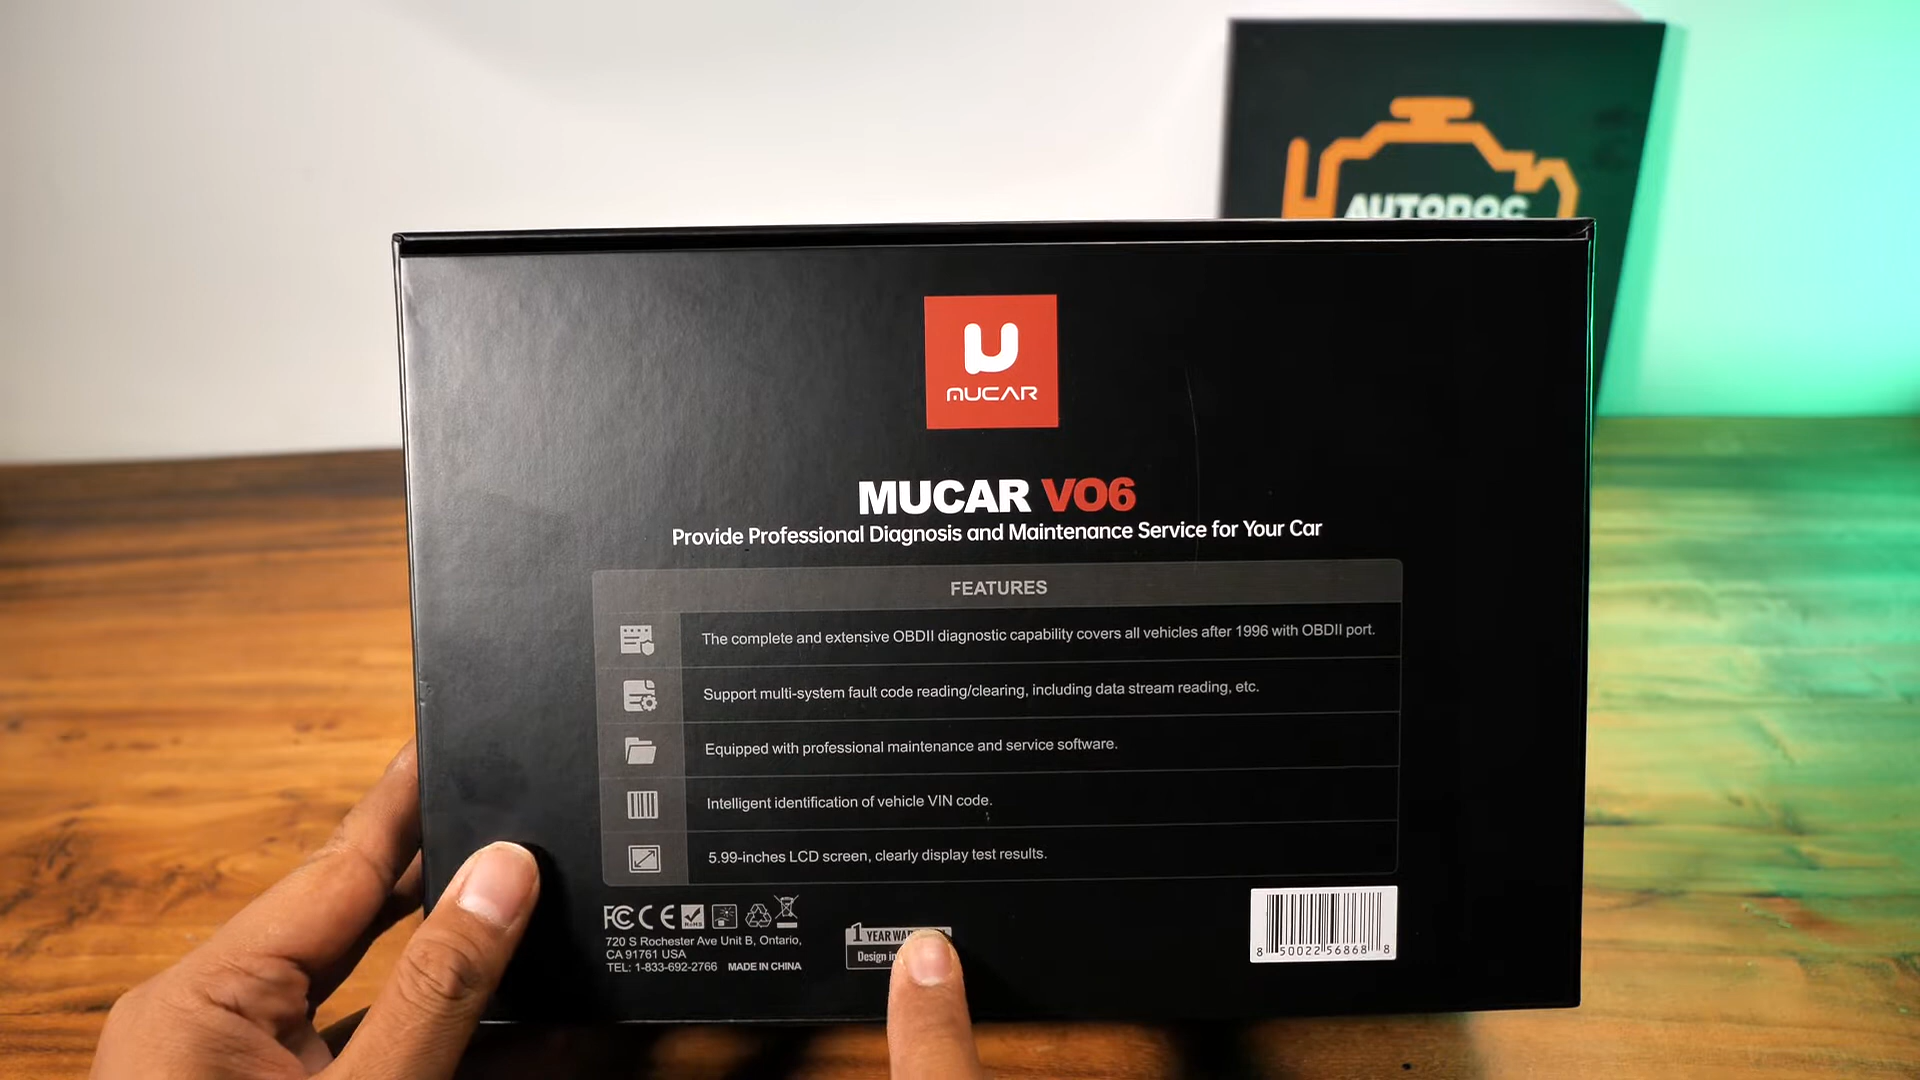 AUTODOC
MUCAR
MUCAR VO6
Provide Professional Diagnosis and Maintenance Service for Your Car
FEATURES
The complete and extensive OBDII diagnostic capability covers all vehicles after 1996 with OBDII port.
Support multi-system fault code reading/clearing, including data stream reading, etc.
Equipped with professional maintenance and service software.
Intelligent identification of vehicle VIN code.
5.99-inches LCD screen, clearly display test results.
FC CE RoHS
720 S Rochester Ave Unit B, Ontario,
CA 91761 USA
TEL: 1-833-692-2766 MADE IN CHINA
1 YEAR
Design in
8 50022 56868 8